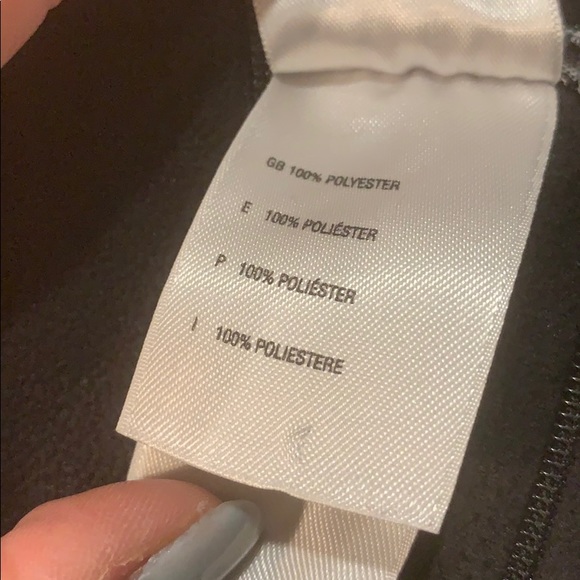 GB 100% POLYESTER
E 100% POLIÉSTER
P 100% POLIÉSTER
I 100% POLIESTERE